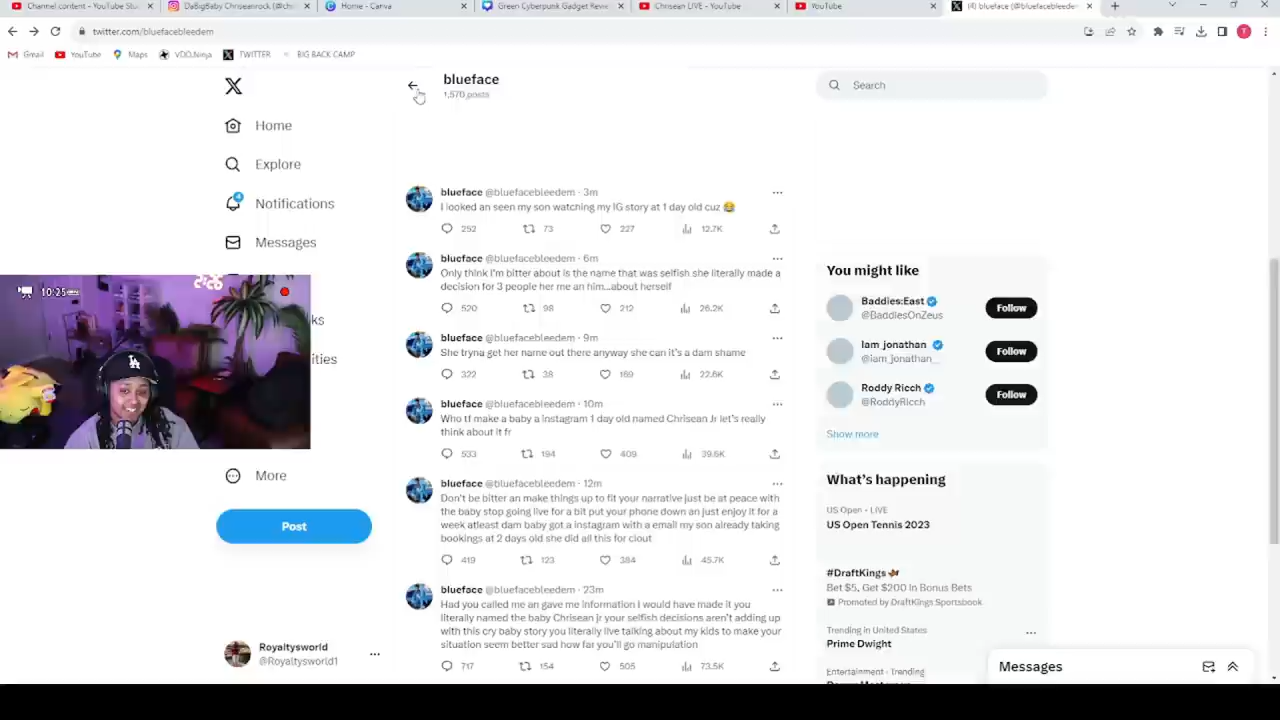 Channel content - YouTube Stu
DaBigBaby Chriseanrock (@chri
Home - Canva
Green Cyberpunk Gadget Revie
Chrisean LIVE - YouTube
YouTube
(4) blueface (@bluefacebleedem
twitter.com/bluefacebleedem
Gmail
YouTube
Maps
VDO.Ninja
TWITTER
BIG BACK CAMP
blueface
1,570 posts
Search
Home
Explore
4
Notifications
Messages
ks
ities
More
Post
Royaltysworld
@Royaltysworld1
10:25
LA
blueface @bluefacebleedem · 3m
I looked an seen my son watching my IG story at 1 day old cuz 😂
252 73 227 12.7K
blueface @bluefacebleedem · 6m
Only think I'm bitter about is the name that was selfish she literally made a
decision for 3 people her me an him...about herself
520 98 212 26.2K
blueface @bluefacebleedem · 9m
She tryna get her name out there anyway she can it's a dam shame
322 38 169 22.6K
blueface @bluefacebleedem · 10m
Who tf make a baby a instagram 1 day old named Chrisean Jr let's really
think about it fr
533 194 409 39.6K
blueface @bluefacebleedem · 12m
Don't be bitter an make things up to fit your narrative just be at peace with
the baby stop going live for a bit put your phone down an just enjoy it for a
week atleast dam baby got a instagram with a email my son already taking
bookings at 2 days old she did all this for clout
419 123 384 45.7K
blueface @bluefacebleedem · 23m
Had you called me an gave me information I would have made it you
literally named the baby Chrisean jr your selfish decisions aren't adding up
with this cry baby story you literally live talking about my kids to make your
situation seem better sad how far you'll go manipulation
717 154 505 73.5K
You might like
Baddies:East
@BaddiesOnZeus
Follow
Iam jonathan
@iam_jonathan_
Follow
Roddy Ricch
@RoddyRicch
Follow
Show more
What's happening
US Open - LIVE
US Open Tennis 2023
#DraftKings
Bet $5, Get $200 In Bonus Bets
Promoted by DraftKings Sportsbook
Trending in United States
Prime Dwight
Entertainment · Trending
Messages